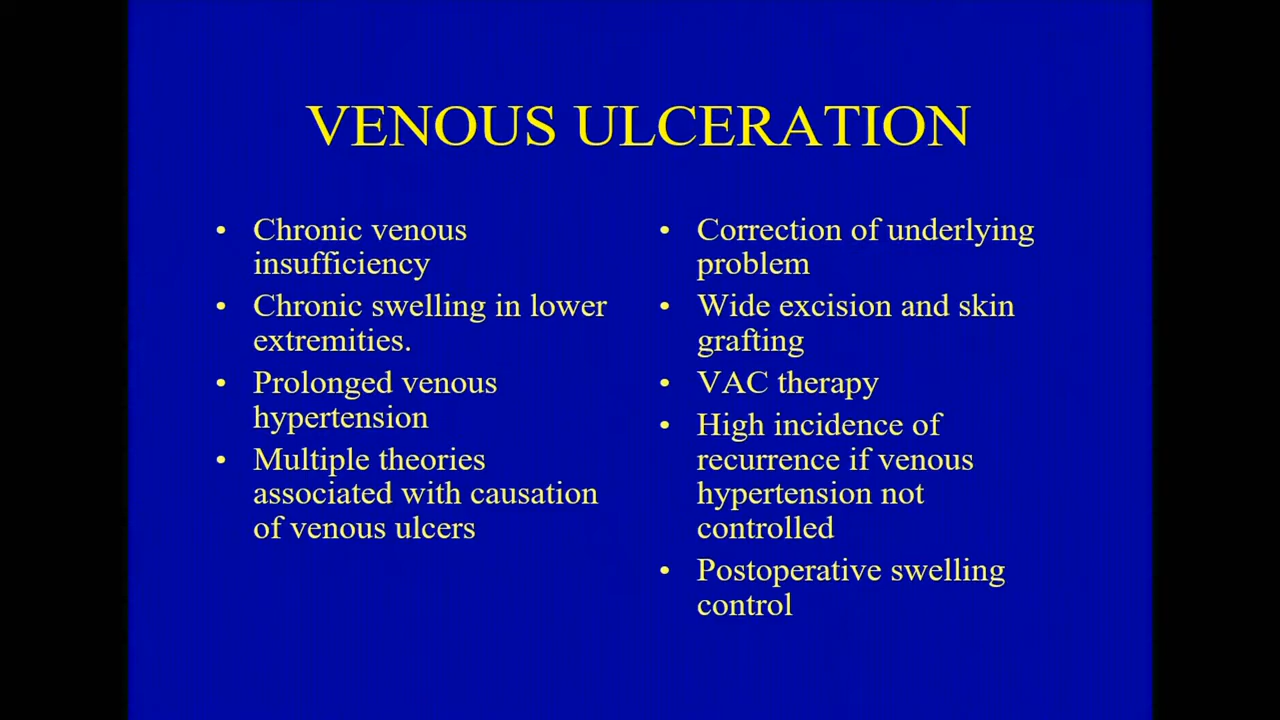 VENOUS ULCERATION
• Chronic venous
insufficiency
• Chronic swelling in lower
extremities.
• Prolonged venous
hypertension
• Multiple theories
associated with causation
of venous ulcers
• Correction of underlying
problem
• Wide excision and skin
grafting
• VAC therapy
• High incidence of
recurrence if venous
hypertension not
controlled
• Postoperative swelling
control